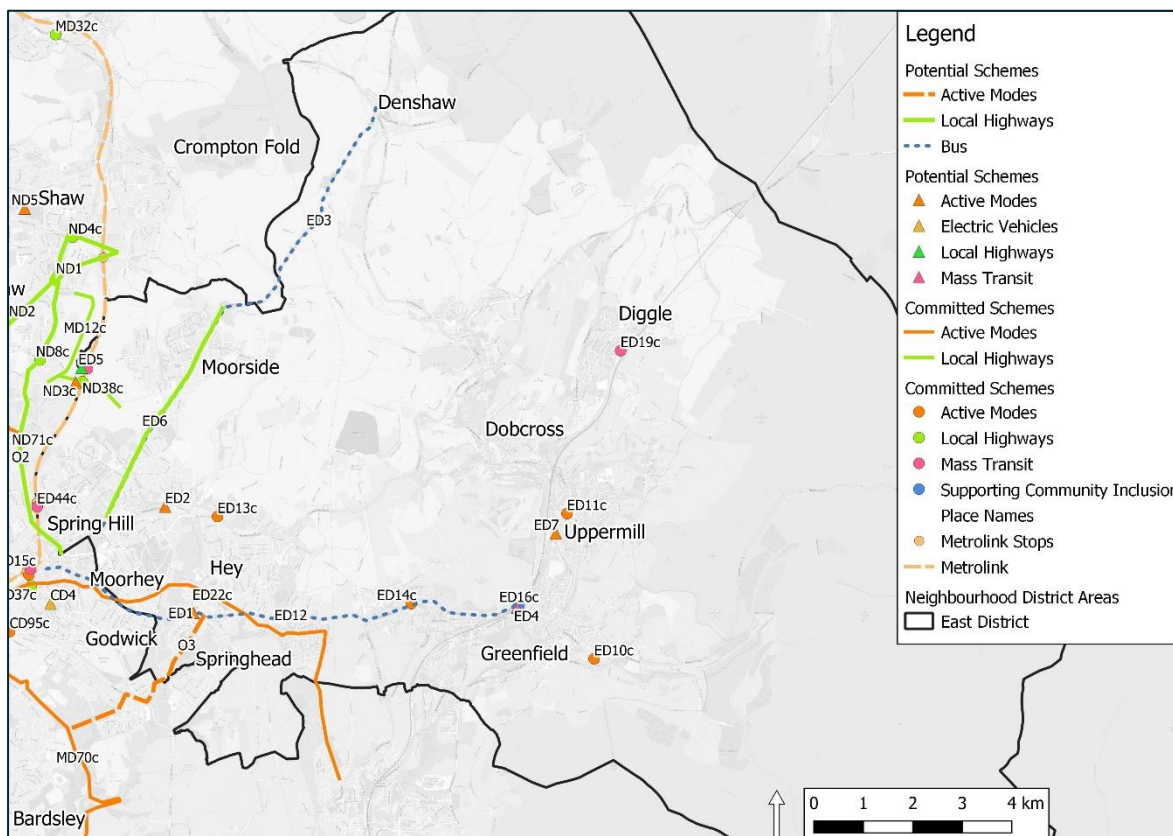 MD32c
Denshaw
Crompton Fold
ND5
Shaw
ND4c
ED3
ND1
ND2
MD12c
Diggle
ED19c
ND8c
ED5
Moorside
ND3c
ND38c
ED6
Dobcross
ND71c
O2
ED44c
ED2
ED13c
ED11c
Spring Hill
ED7
Uppermill
Hey
Moorhey
CD4
ED22c
ED14c
ED16c
ED1
ED12
ED4
CD95c
Godwick
O3
Springhead
Greenfield
ED10c
MD70c
Bardsley
Legend
Potential Schemes
Active Modes
Local Highways
Bus
Potential Schemes
Active Modes
Electric Vehicles
Local Highways
Mass Transit
Committed Schemes
Active Modes
Local Highways
Committed Schemes
Active Modes
Local Highways
Mass Transit
Supporting Community Inclusion
Place Names
Metrolink Stops
Metrolink
Neighbourhood District Areas
East District
0 1 2 3 4 km